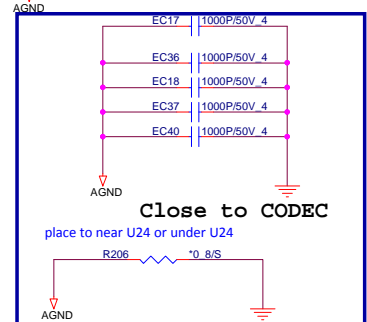 AGND
EC17 1000P/50V_4
EC36 1000P/50V_4
EC18 1000P/50V_4
EC37 1000P/50V_4
EC40 1000P/50V_4
AGND
Close to CODEC
place to near U24 or under U24
R206 *0_8/S
AGND